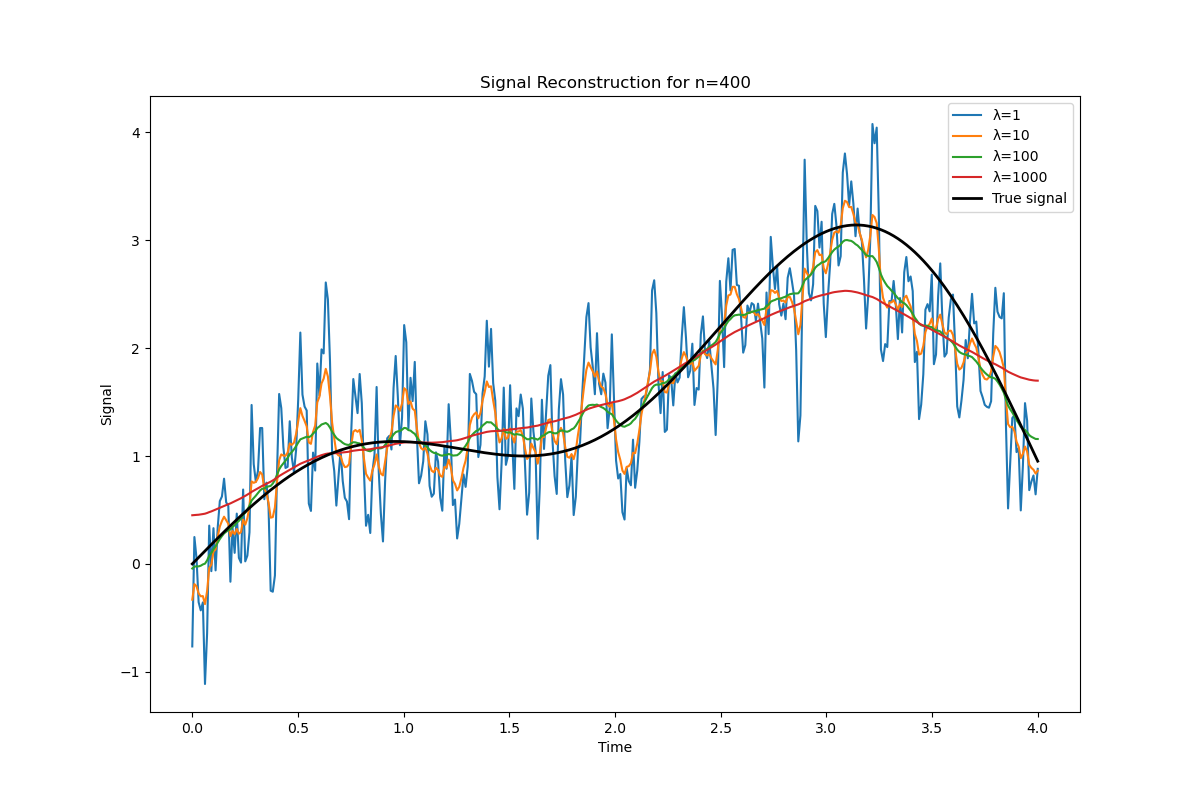 Signal Reconstruction for n=400
λ=1
λ=10
λ=100
λ=1000
True signal
4
3
2
1
0
−1
Signal
0.0 0.5 1.0 1.5 2.0 2.5 3.0 3.5 4.0
Time